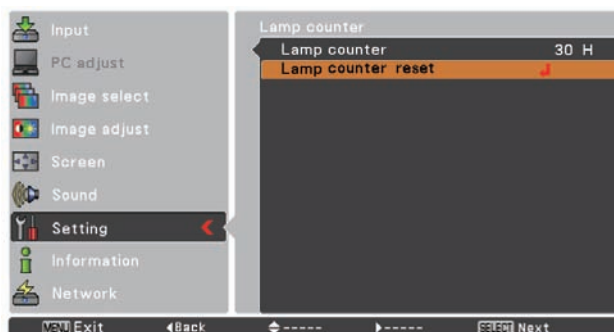 Input
PC adjust
Image select
Image adjust
Screen
Sound
Setting
Information
Network
Lamp counter
Lamp counter 30 H
Lamp counter reset
MENU Exit ◀Back ◆----- ▶----- SELECT Next